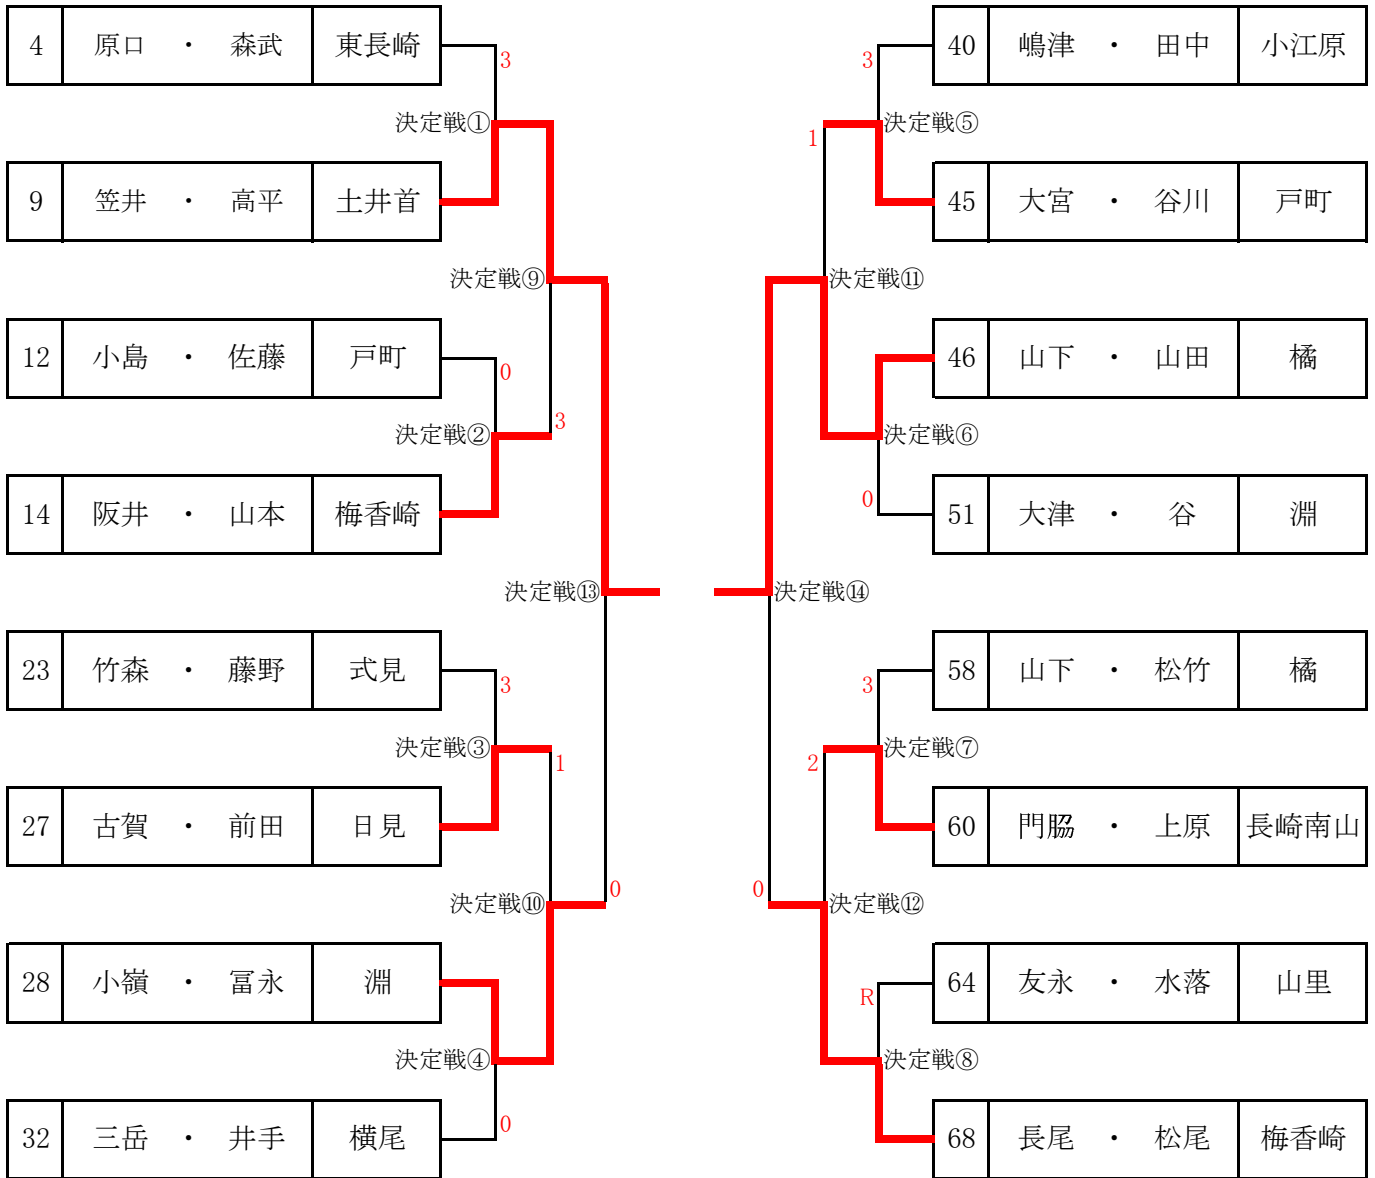 4 原口 ・ 森武 東長崎
3
決定戦①
9 笠井 ・ 高平 土井首
決定戦⑨
12 小島 ・ 佐藤 戸町
0
3
決定戦②
14 阪井 ・ 山本 梅香崎
決定戦⑬
23 竹森 ・ 藤野 式見
3
決定戦③
1
27 古賀 ・ 前田 日見
0
決定戦⑩
28 小嶺 ・ 冨永 淵
決定戦④
0
32 三岳 ・ 井手 横尾
40 嶋津 ・ 田中 小江原
3
決定戦⑤
1
45 大宮 ・ 谷川 戸町
決定戦⑪
46 山下 ・ 山田 橘
決定戦⑥
0
51 大津 ・ 谷 淵
決定戦⑭
58 山下 ・ 松竹 橘
3
決定戦⑦
2
60 門脇 ・ 上原 長崎南山
0
決定戦⑫
64 友永 ・ 水落 山里
R
決定戦⑧
68 長尾 ・ 松尾 梅香崎